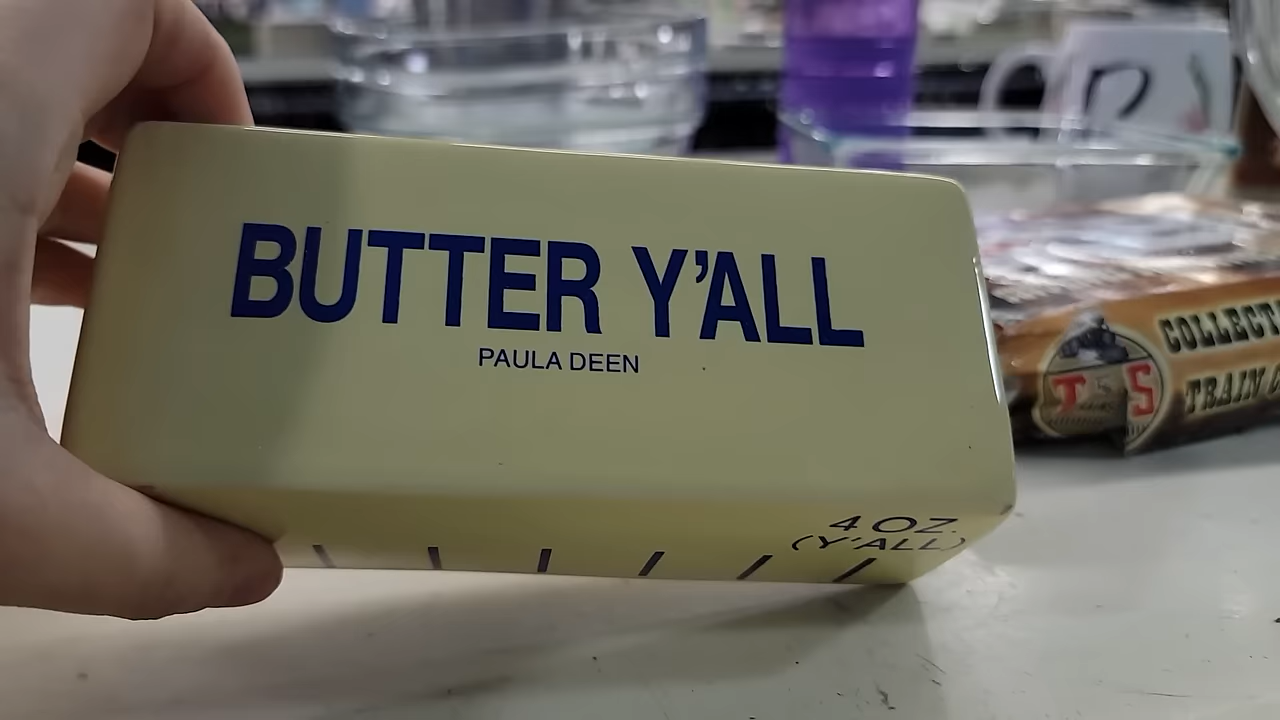 BUTTER Y'ALL
PAULA DEEN
4 OZ.
(Y'ALL)
COLLECT
TRAIN
T S